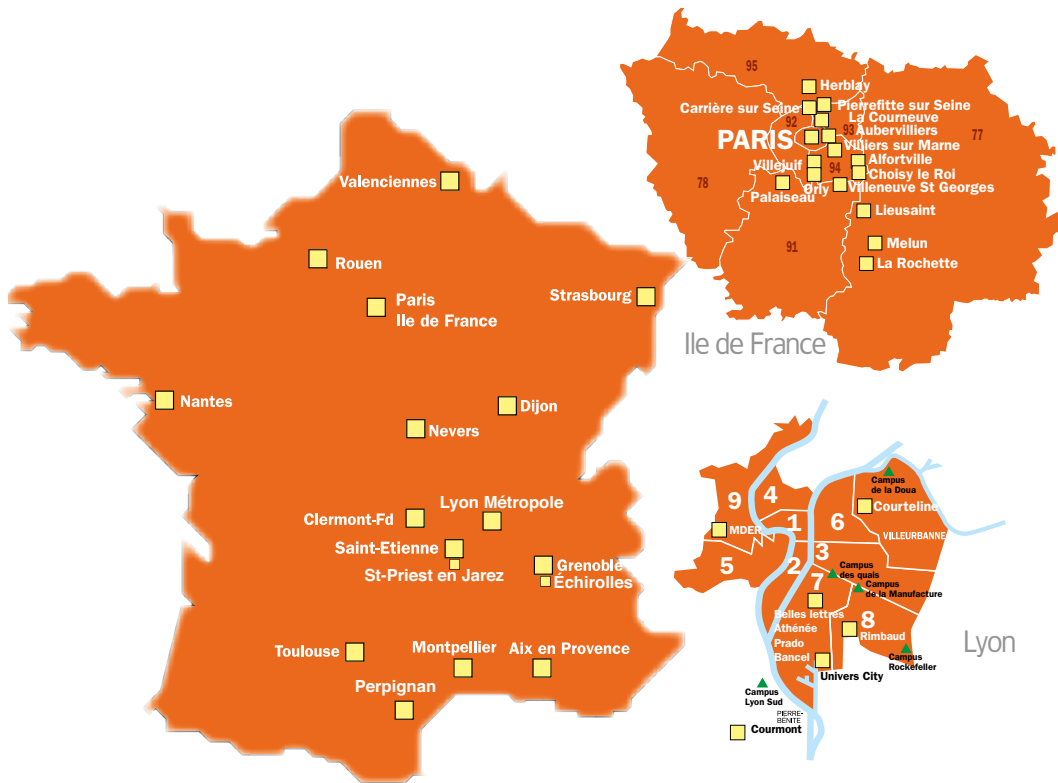 Valenciennes
Rouen
Paris
Ile de France
Strasbourg
Nantes
Dijon
Nevers
Clermont-Fd
Lyon Métropole
Saint-Etienne
St-Priest en Jarez
Grenoble
Échirolles
Toulouse
Montpellier
Aix en Provence
Perpignan
95
Herblay
Carrière sur Seine
Pierrefitte sur Seine
92
La Courneuve
93
Aubervilliers
77
PARIS
Villiers sur Marne
Villejuif
94
Alfortville
78
Choisy le Roi
Orly
Villeneuve St Georges
Palaiseau
Lieusaint
91
Melun
La Rochette
Ile de France
Campus
de la Doua
9
4
Courteline
1
6
MDER
VILLEURBANNE
5
2
3
Campus
des quais
7
Campus
de la Manufacture
Belles lettres
8
Athénée
Rimbaud
Prado
Bancel
Campus
Rockefeller
Lyon
Univers City
Campus
Lyon Sud
PIERRE-
BÉNITE
Courmont